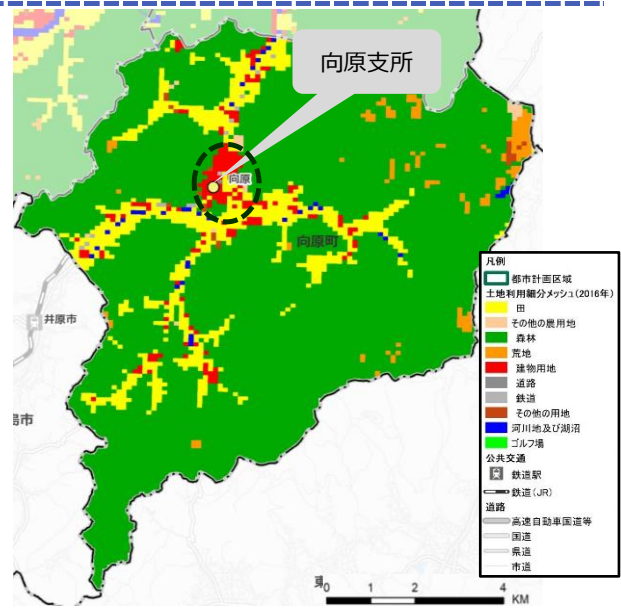 向原支所
向原
向原町
井原市
島市
東
凡例
都市計画区域
土地利用細分メッシュ(2016年)
田
その他の農用地
森林
荒地
建物用地
道路
鉄道
その他の用地
河川地及び湖沼
ゴルフ場
公共交通
鉄道駅
鉄道(JR)
道路
高速自動車国道等
国道
県道
市道
0 1 2 4
KM